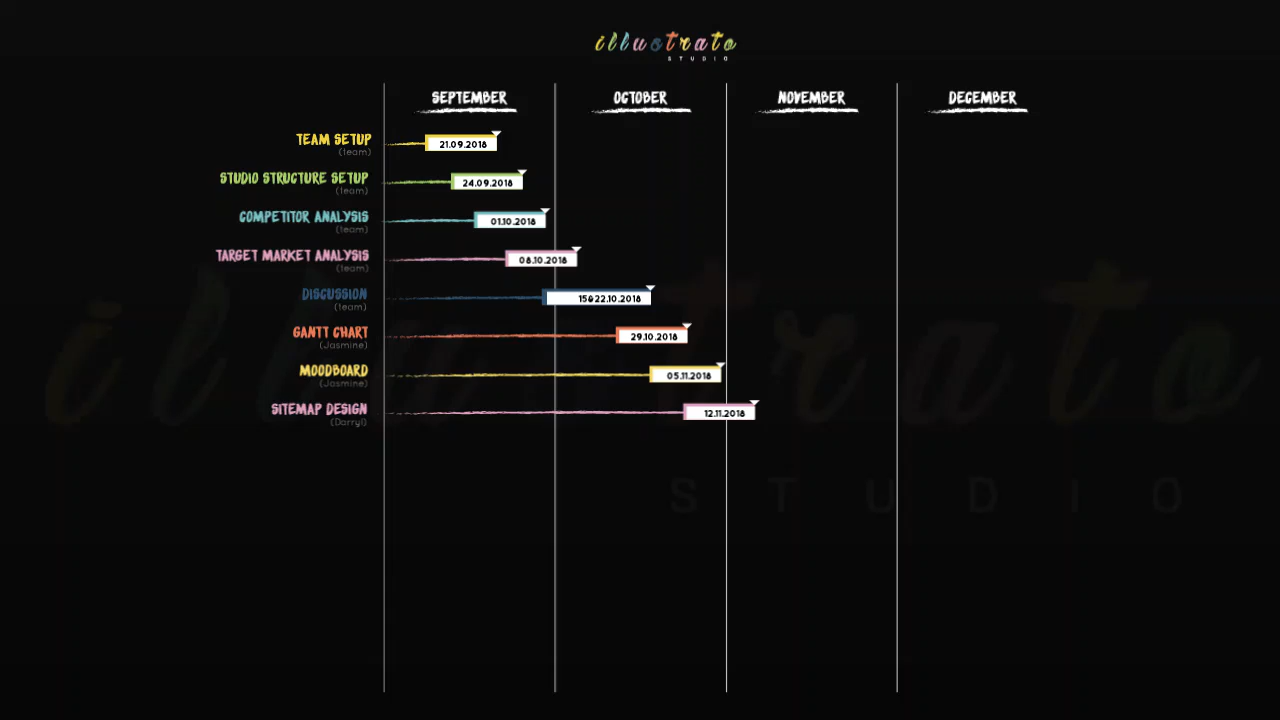 illustrato
STUDIO
SEPTEMBER OCTOBER NOVEMBER DECEMBER
TEAM SETUP 21.09.2018
(team)
STUDIO STRUCTURE SETUP 24.09.2018
(team)
COMPETITOR ANALYSIS 01.10.2018
(team)
TARGET MARKET ANALYSIS 08.10.2018
(team)
DISCUSSION 15&22.10.2018
(team)
GANTT CHART 29.10.2018
(Jasmine)
MOODBOARD 05.11.2018
(Jasmine)
SITEMAP DESIGN 12.11.2018
(Darryl)
illustrato
STUDIO